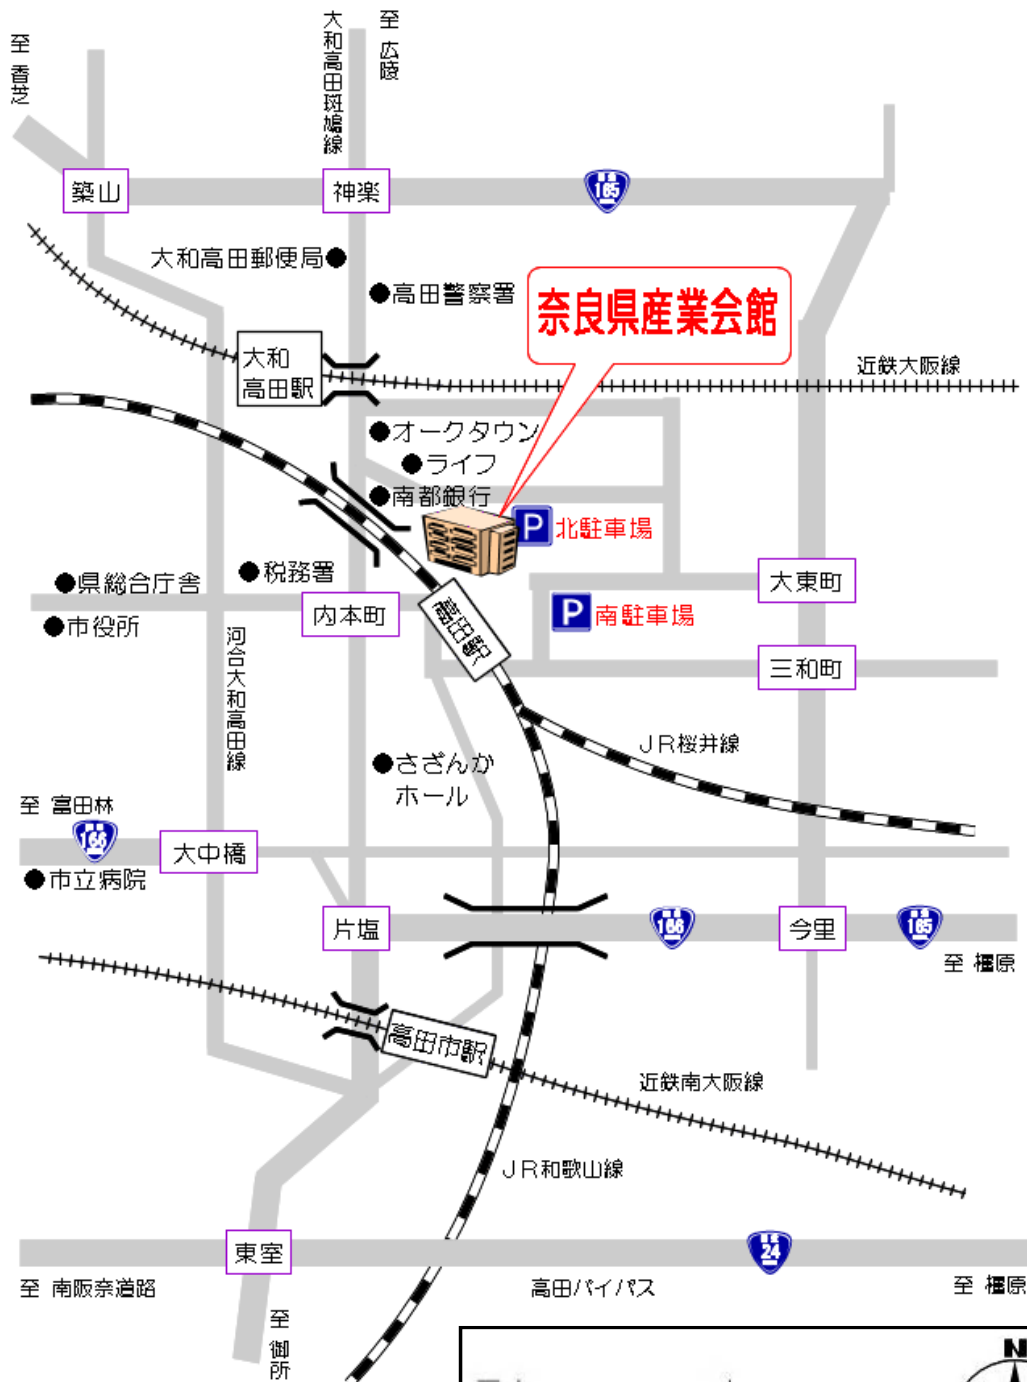 至 香芝
大和高田斑鳩線
至 広陵
築山
神楽
165
大和高田郵便局
高田警察署
奈良県産業会館
大和
高田駅
近鉄大阪線
オークタウン
ライフ
南都銀行
P 北駐車場
県総合庁舎
税務署
大東町
市役所
内本町
高田駅
P 南駐車場
三和町
河合大和高田線
JR桜井線
さざんか
ホール
至 富田林
166
大中橋
市立病院
片塩
166
今里
165
至 橿原
高田市駅
近鉄南大阪線
JR和歌山線
東室
24
至 南阪奈道路
高田バイパス
至 橿原
至 御所
N